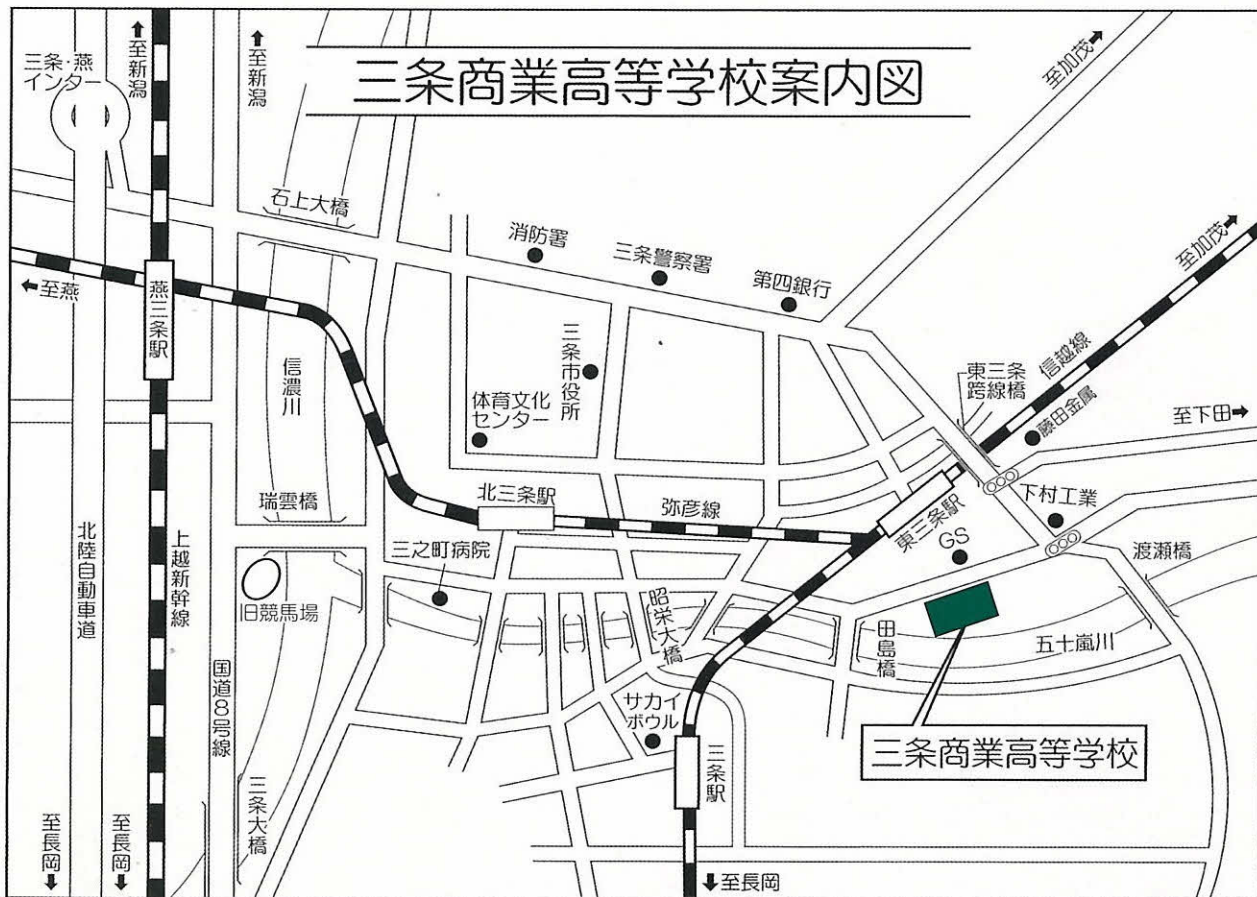 三条商業高等学校案内図
三条・燕
インター
↑至新潟
↑至新潟
至加茂↑
石上大橋
消防署
三条警察署
第四銀行
至加茂↑
←至燕
燕三条駅
信濃川
三条市役所
体育文化
センター
東三条
跨線橋
信越線
藤田金属
至下田→
瑞雲橋
北三条駅
弥彦線
東三条駅
下村工業
GS
渡瀬橋
北陸自動車道
上越新幹線
三之町病院
旧競馬場
昭栄大橋
田島橋
五十嵐川
国道8号線
サカイ
ボウル
三条商業高等学校
三条駅
三条大橋
至長岡↓
至長岡↓
↓至長岡